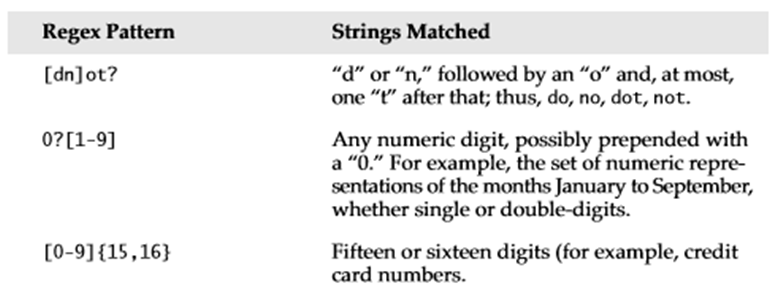 Regex Pattern Strings Matched
[dn]ot? “d” or “n,” followed by an “o” and, at most,
one “t” after that; thus, do, no, dot, not.
0?[1-9] Any numeric digit, possibly prepended with
a “0.” For example, the set of numeric repre-
sentations of the months January to September,
whether single or double-digits.
[0-9]{15,16} Fifteen or sixteen digits (for example, credit
card numbers.